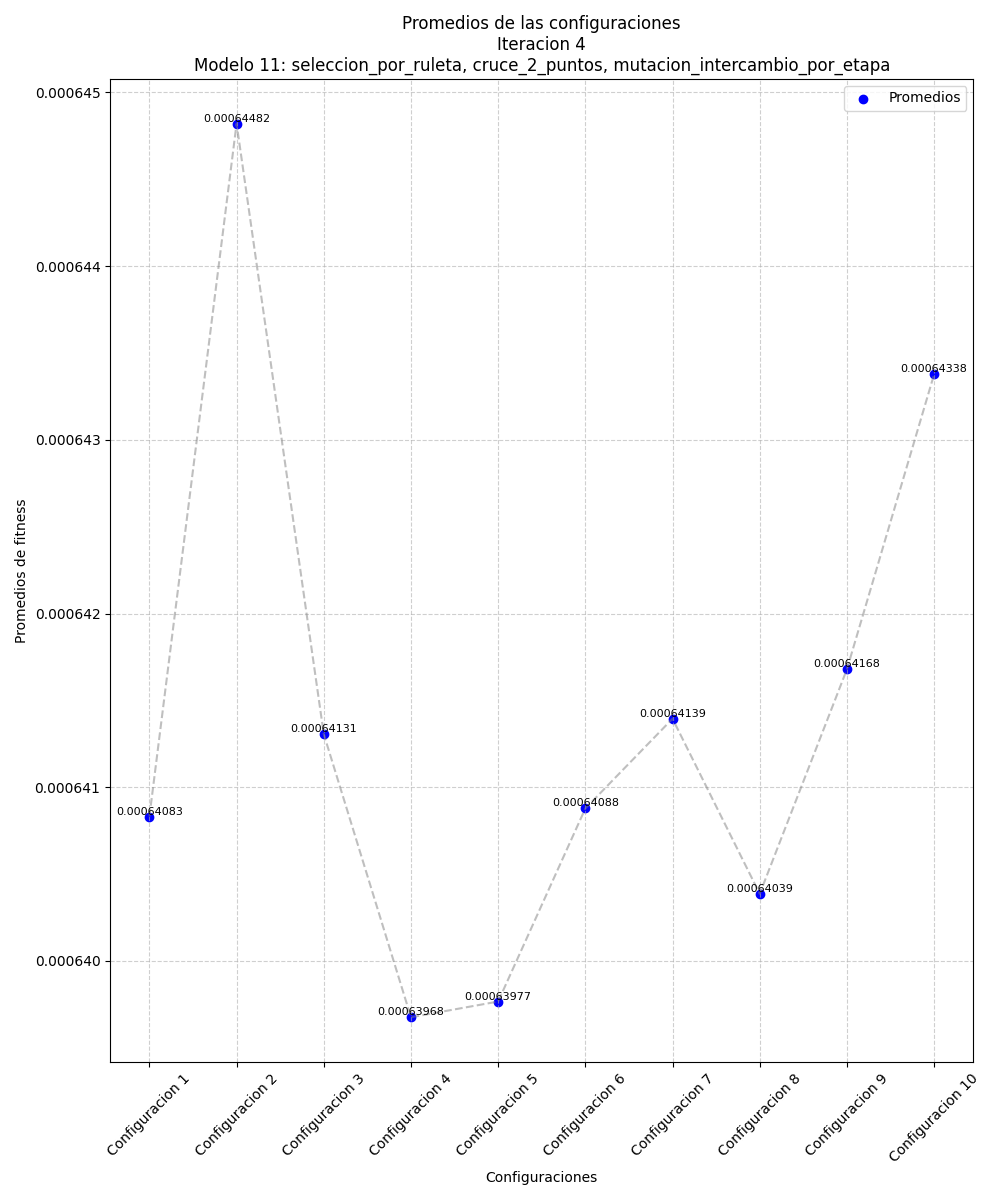 Promedios de las configuraciones
Iteracion 4
Modelo 11: seleccion_por_ruleta, cruce_2_puntos, mutacion_intercambio_por_etapa
Promedios
0.000645
0.000644
0.000643
0.000642
0.000641
0.000640
Promedios de fitness
0.00064083
0.00064482
0.00064131
0.00063968
0.00063977
0.00064088
0.00064139
0.00064039
0.00064168
0.00064338
Configuracion 1
Configuracion 2
Configuracion 3
Configuracion 4
Configuracion 5
Configuracion 6
Configuracion 7
Configuracion 8
Configuracion 9
Configuracion 10
Configuraciones